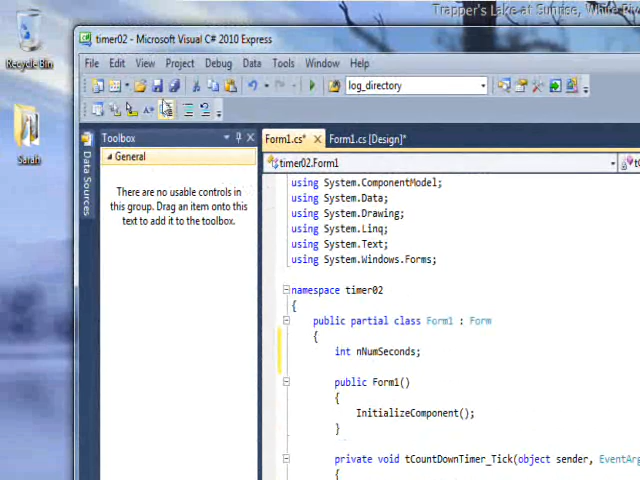 Trapper's Lake at Sunrise, White
Recycle Bin
Sarah
timer02 - Microsoft Visual C# 2010 Express
File Edit View Project Debug Data Tools Window Help
log_directory
Toolbox
Form1.cs* Form1.cs [Design]*
Data Sources
General
timer02.Form1
There are no usable controls in
this group. Drag an item onto this
text to add it to the toolbox.
using System.ComponentModel;
using System.Data;
using System.Drawing;
using System.Linq;
using System.Text;
using System.Windows.Forms;
namespace timer02
{
public partial class Form1 : Form
{
int nNumSeconds;
public Form1()
{
InitializeComponent();
}
private void tCountDownTimer_Tick(object sender, EventArg
{